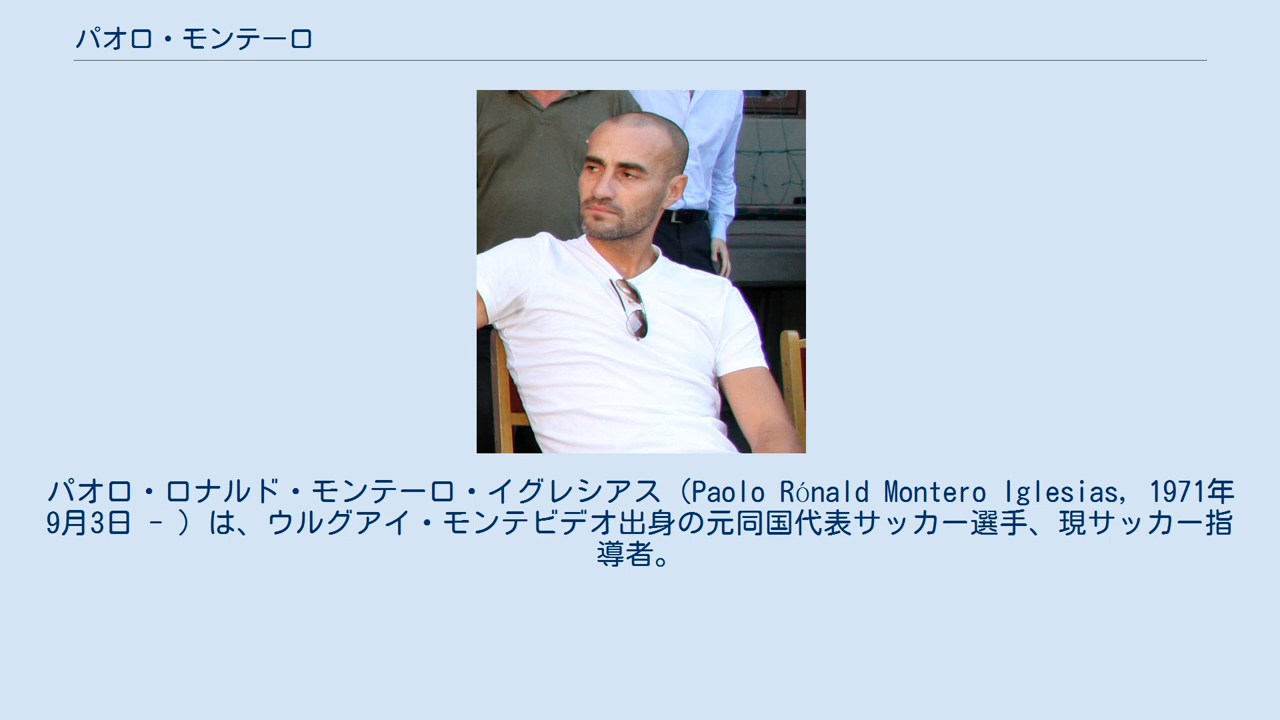 パオロ・モンテーロ
パオロ・ロナルド・モンテーロ・イグレシアス（Paolo Rónald Montero Iglesias, 1971年
9月3日 - ）は、ウルグアイ・モンテビデオ出身の元同国代表サッカー選手、現サッカー指
導者。